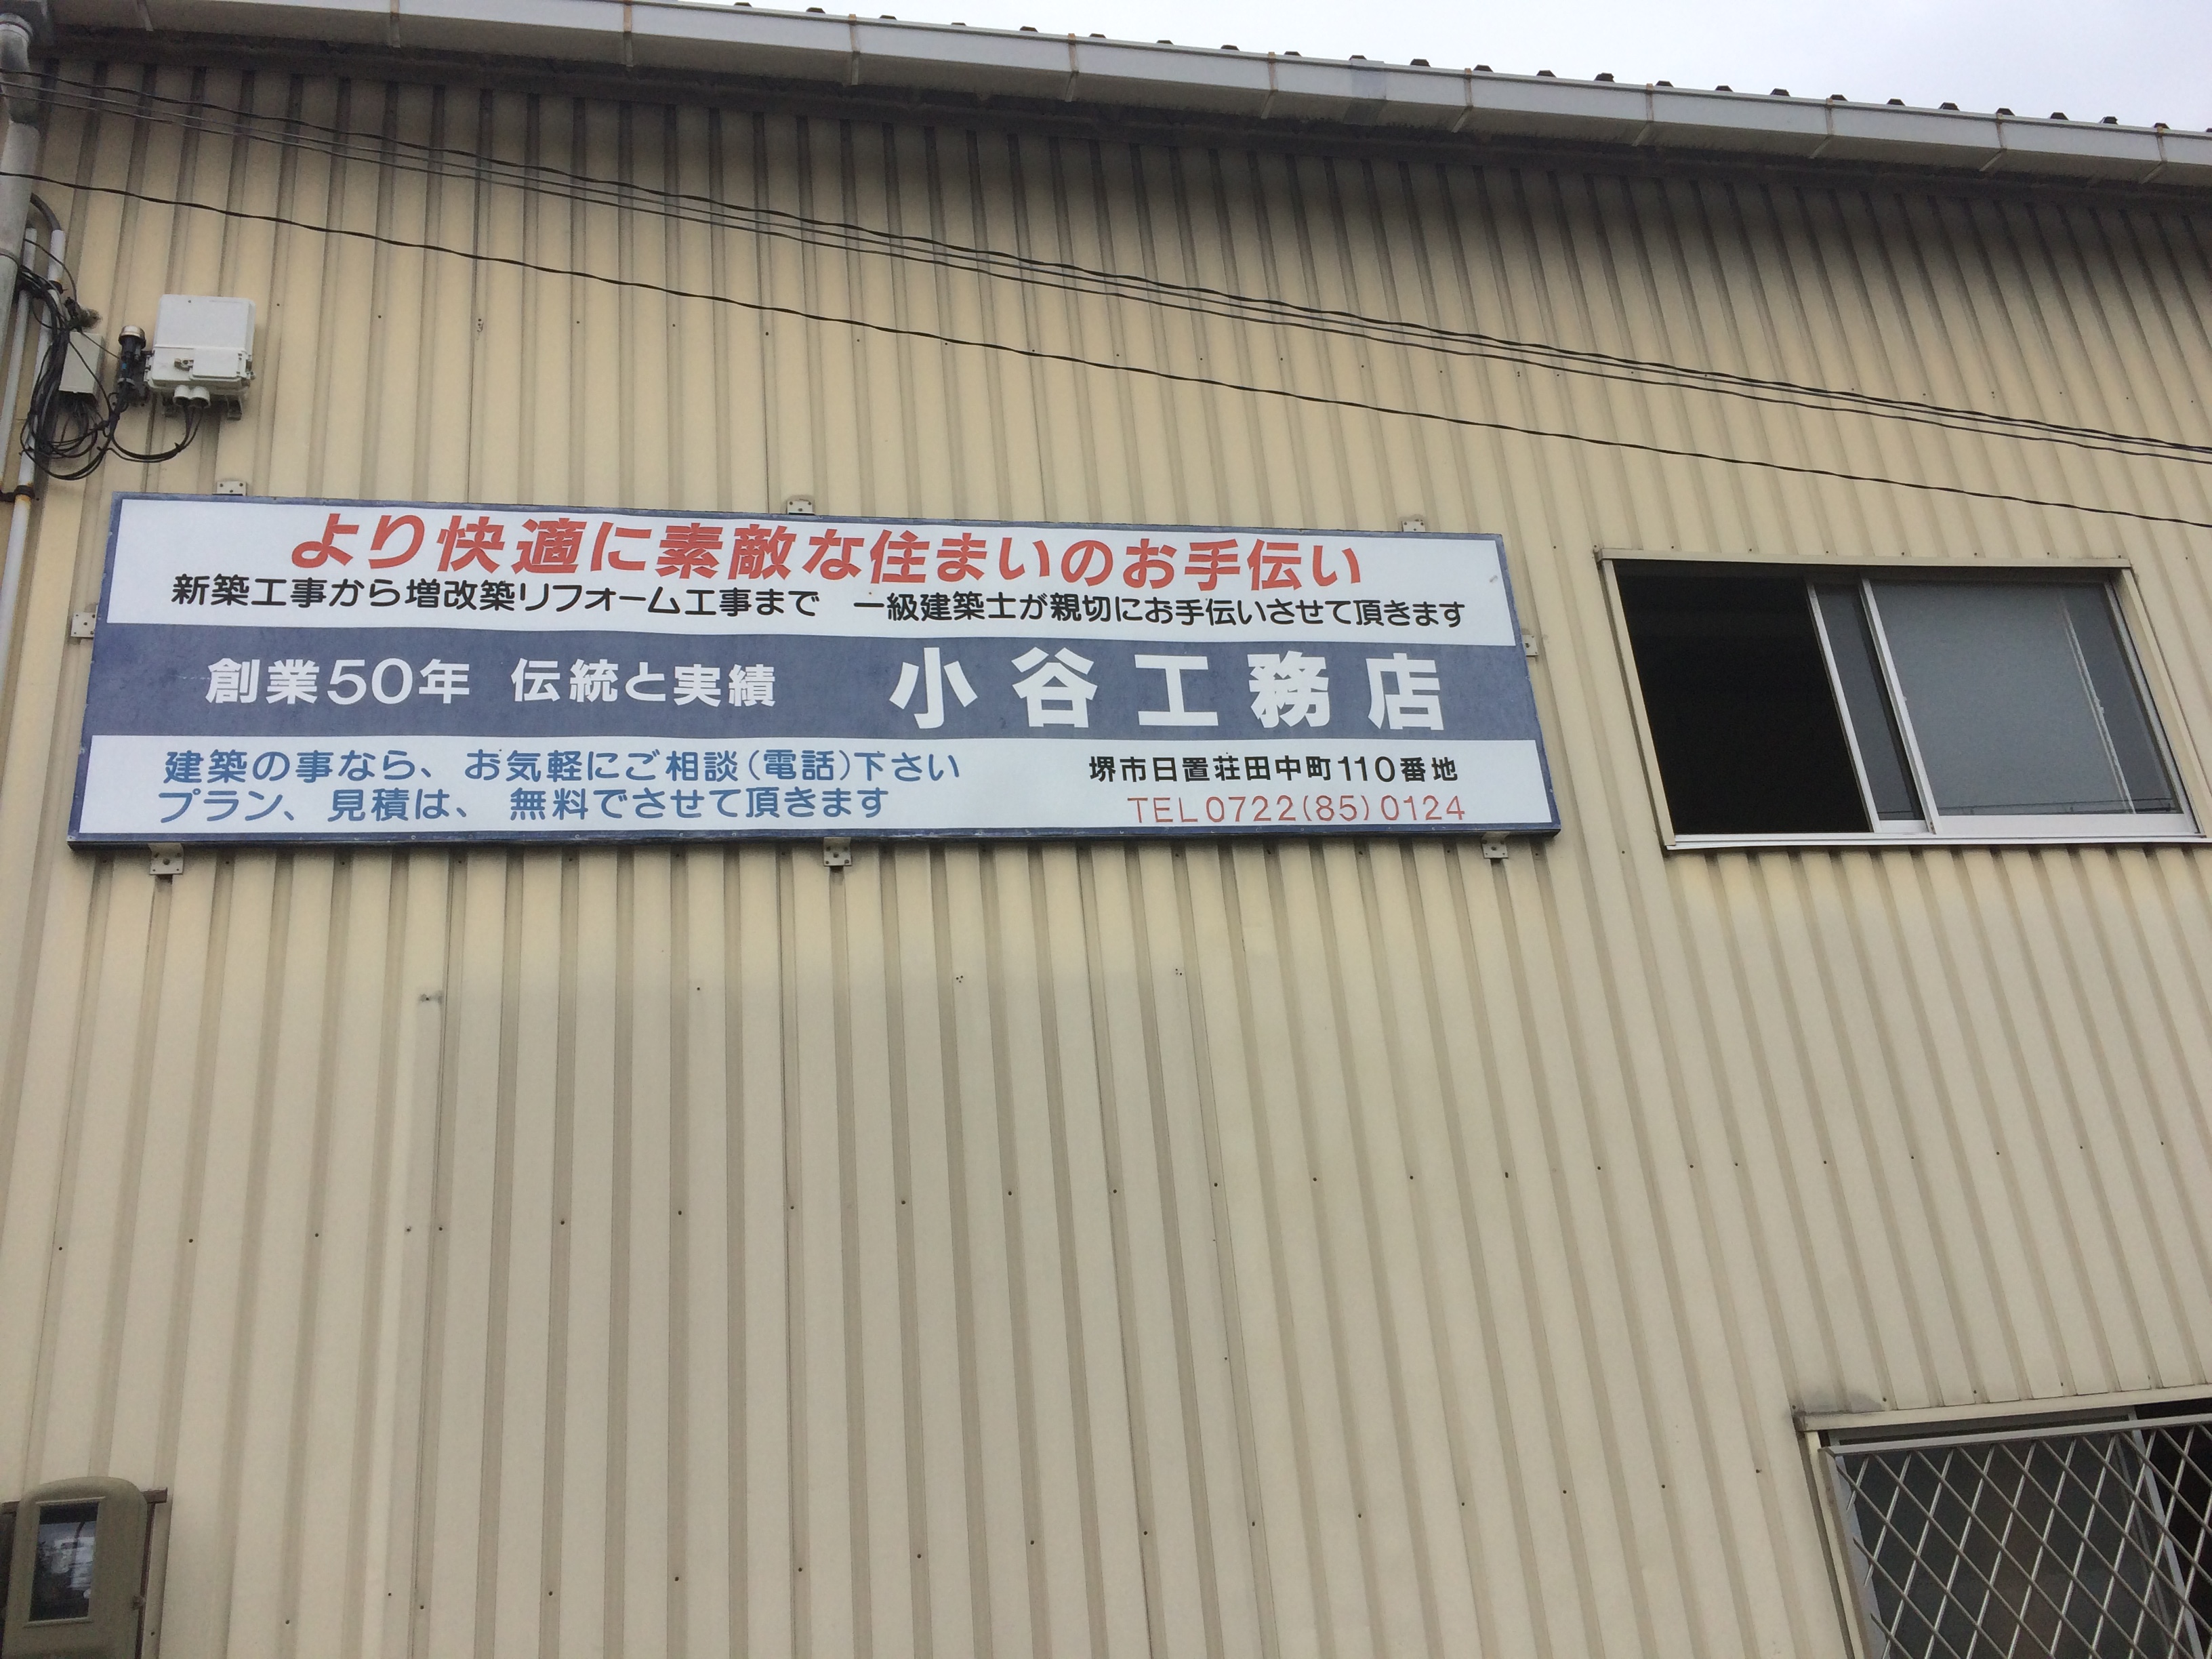 より快適に素敵な住まいのお手伝い
新築工事から増改築リフォーム工事まで 一級建築士が親切にお手伝いさせて頂きます
創業50年 伝統と実績 小谷工務店
建築の事なら、お気軽にご相談(電話)下さい
プラン、見積は、無料でさせて頂きます
堺市日置荘田中町110番地
TEL0722(85)0124